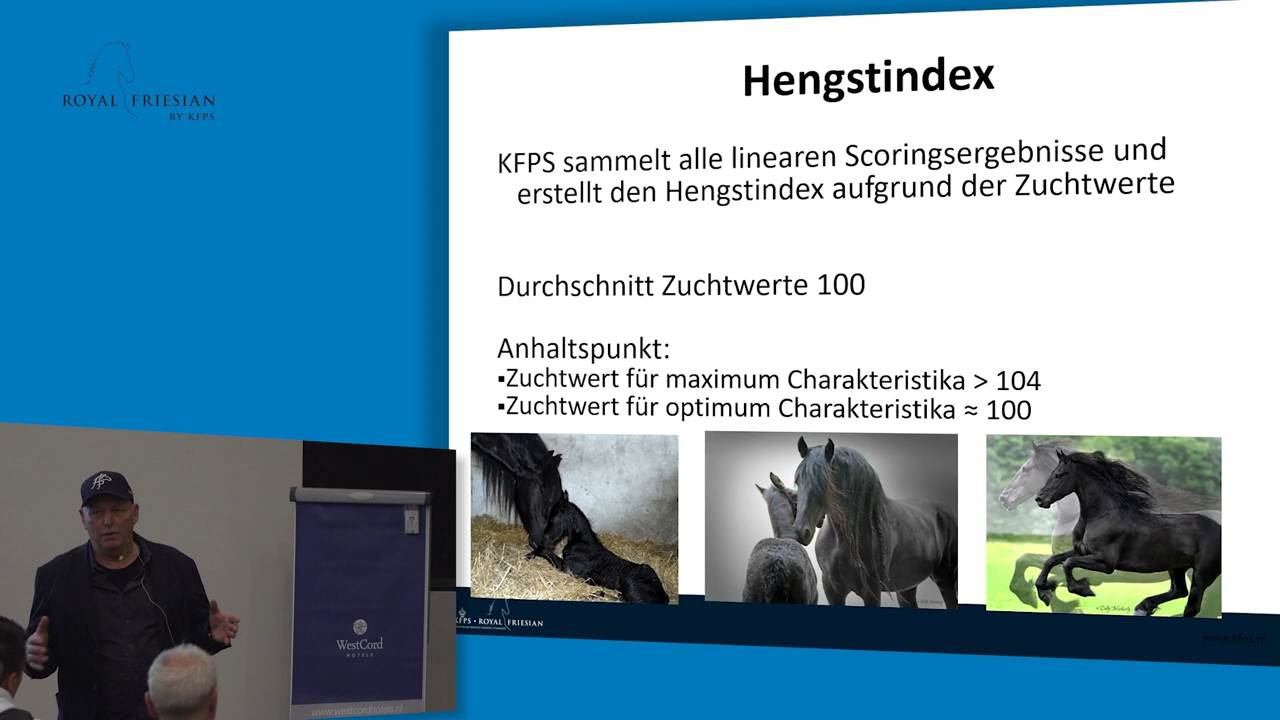 ROYAL FRIESIAN
BY KFPS
Hengstindex
KFPS sammelt alle linearen Scoringsergebnisse und
erstellt den Hengstindex aufgrund der Zuchtwerte
Durchschnitt Zuchtwerte 100
Anhaltspunkt:
▪Zuchtwert für maximum Charakteristika > 104
▪Zuchtwert für optimum Charakteristika ≈ 100
KFPS • ROYAL FRIESIAN
www.kfps.nl
WestCord
HOTELS
www.westcordhotels.nl